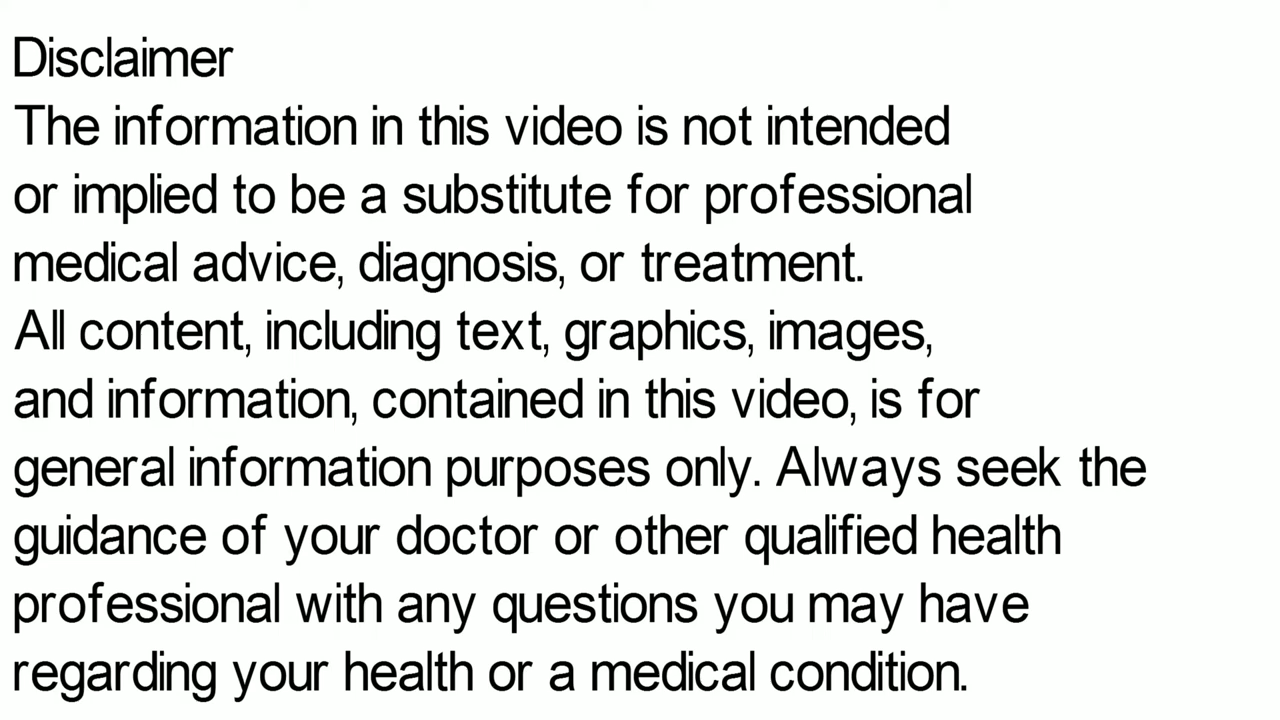 Disclaimer
The information in this video is not intended
or implied to be a substitute for professional
medical advice, diagnosis, or treatment.
All content, including text, graphics, images,
and information, contained in this video, is for
general information purposes only. Always seek the
guidance of your doctor or other qualified health
professional with any questions you may have
regarding your health or a medical condition.